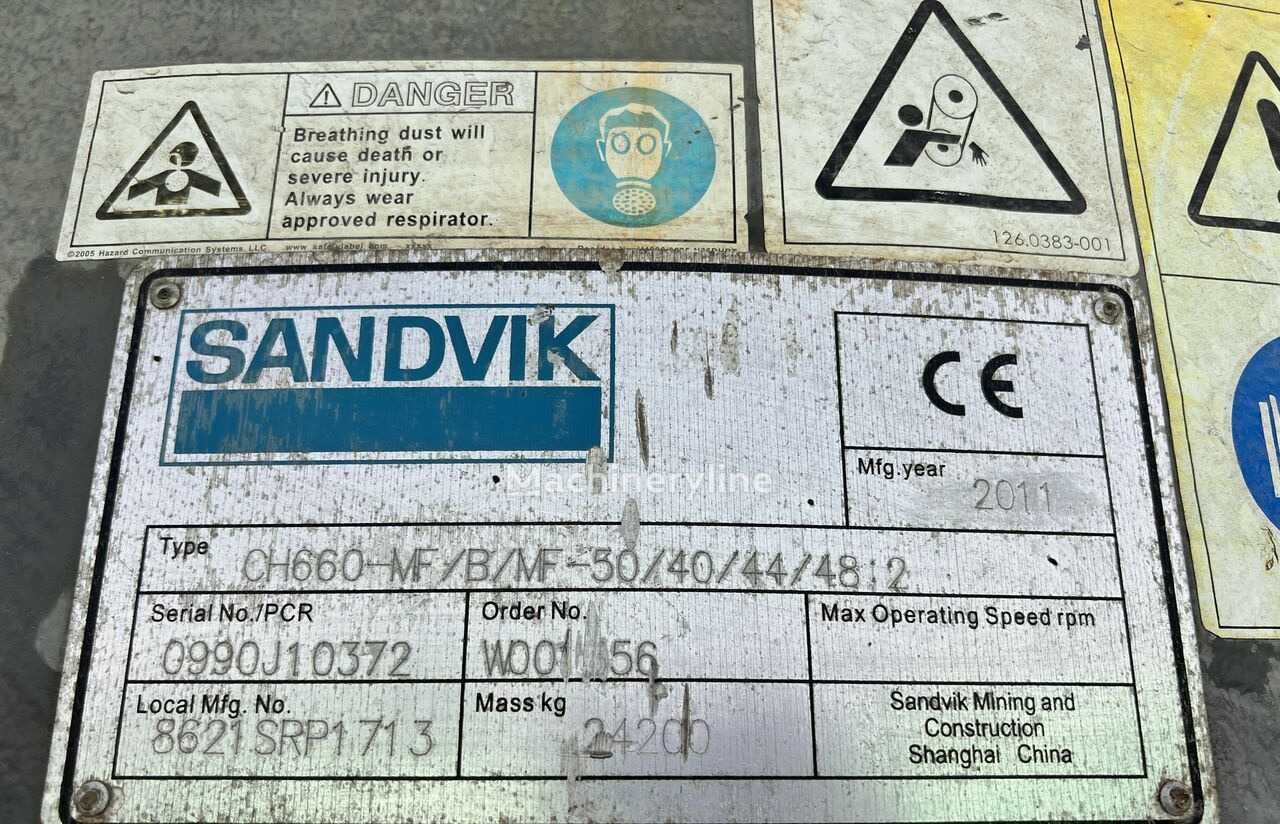 DANGER
Breathing dust will
cause death or
severe injury.
Always wear
approved respirator.
©2005 Hazard Communication Systems, LLC
126.0383-001
SANDVIK
CE
Mfg.year
2011
Machineryline
Type CH660-MF/B/MF-30/40/44/48:2
Serial No./PCR Order No. Max Operating Speed rpm
0990J10372
Local Mfg. No. Mass kg Sandvik Mining and
Construction
8621SRP1713 24200
Shanghai China